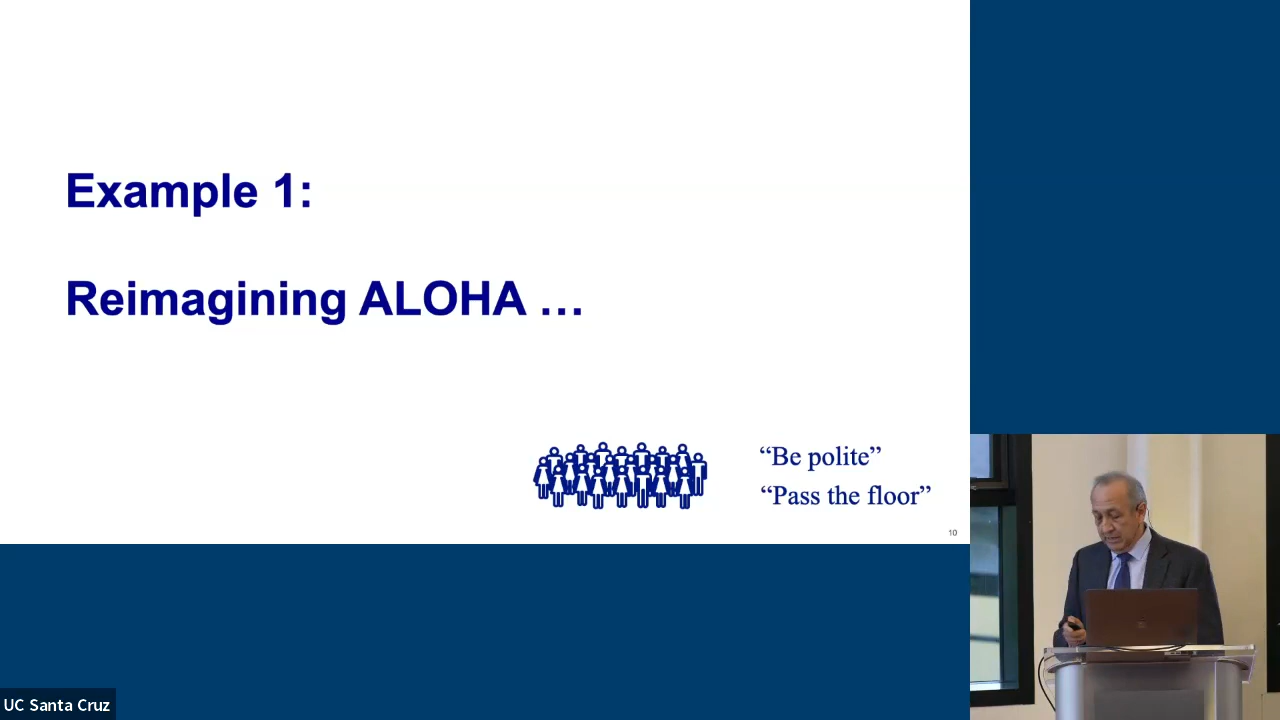 Example 1:
Reimagining ALOHA …
“Be polite”
“Pass the floor”
10
UC Santa Cruz